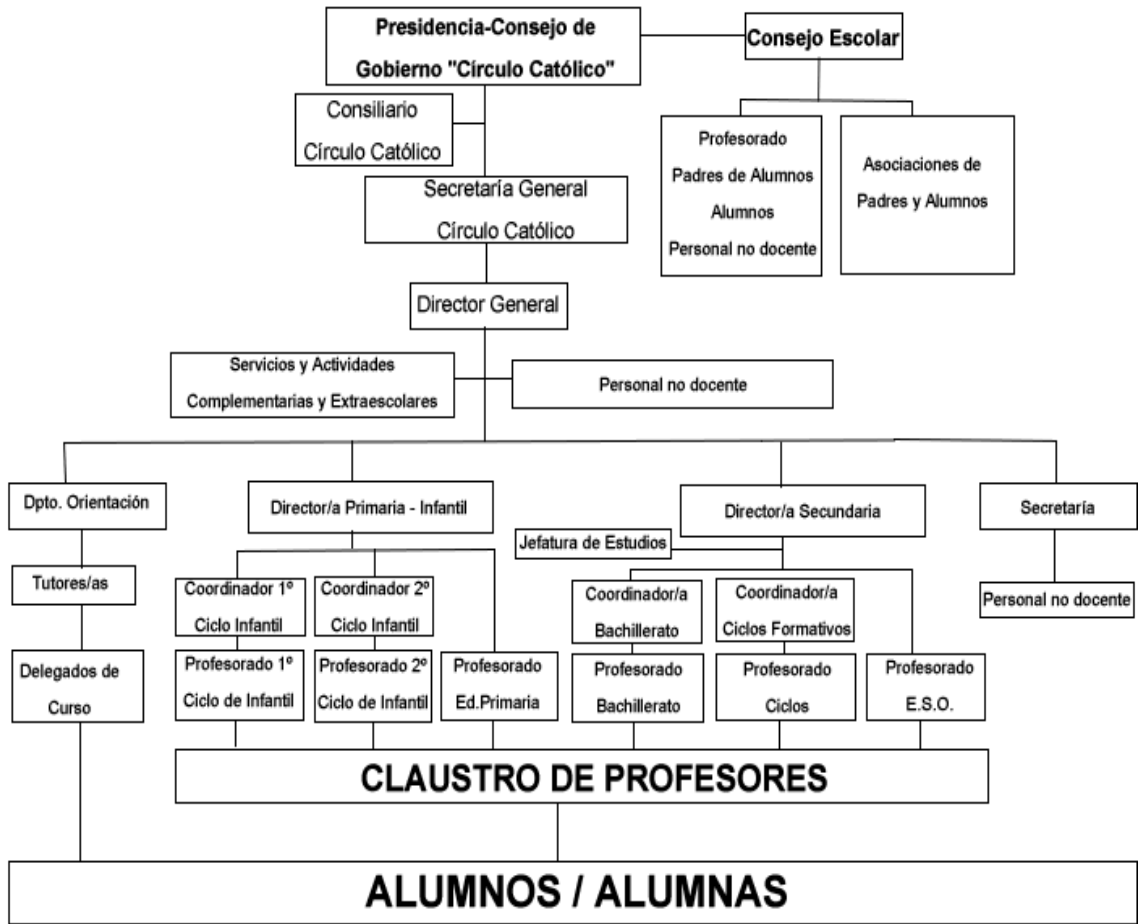 Presidencia-Consejo de
Gobierno "Círculo Católico"
Consejo Escolar
Consiliario
Círculo Católico
Profesorado
Padres de Alumnos
Alumnos
Personal no docente
Asociaciones de
Padres y Alumnos
Secretaría General
Círculo Católico
Director General
Servicios y Actividades
Complementarias y Extraescolares
Personal no docente
Dpto. Orientación
Director/a Primaria - Infantil
Director/a Secundaria
Secretaría
Jefatura de Estudios
Tutores/as
Coordinador 1º
Ciclo Infantil
Coordinador 2º
Ciclo Infantil
Coordinador/a
Bachillerato
Coordinador/a
Ciclos Formativos
Personal no docente
Delegados de
Curso
Profesorado 1º
Ciclo de Infantil
Profesorado 2º
Ciclo de Infantil
Profesorado
Ed.Primaria
Profesorado
Bachillerato
Profesorado
Ciclos
Profesorado
E.S.O.
CLAUSTRO DE PROFESORES
ALUMNOS / ALUMNAS